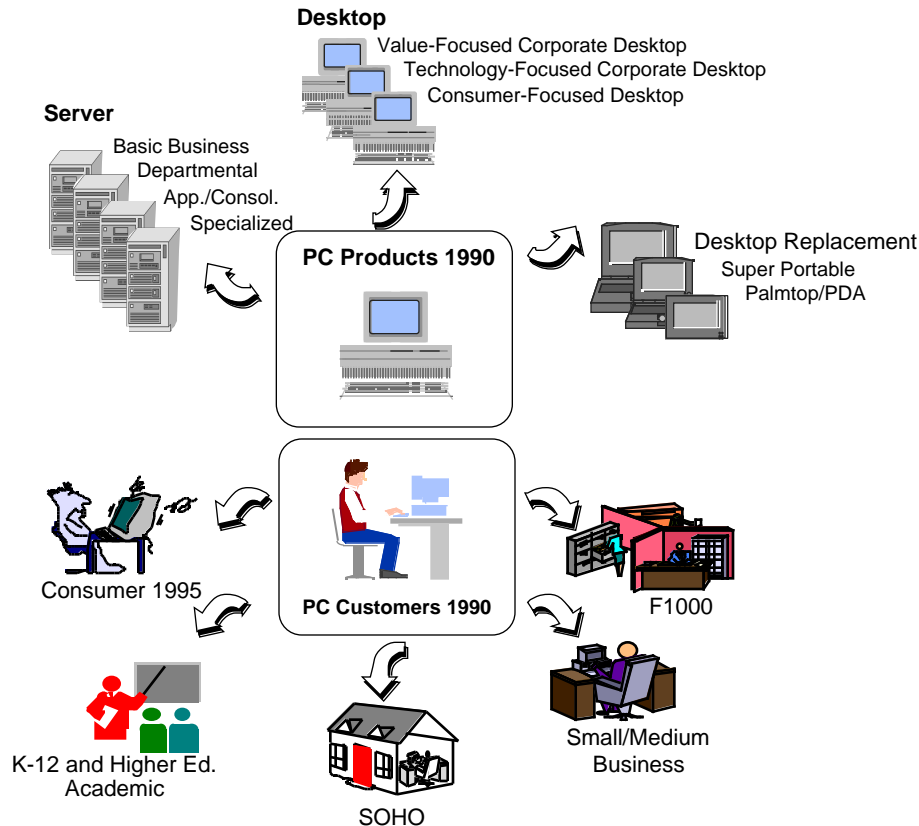 Desktop
Value-Focused Corporate Desktop
Technology-Focused Corporate Desktop
Consumer-Focused Desktop
Server
Basic Business
Departmental
App./Consol.
Specialized
PC Products 1990
Desktop Replacement
Super Portable
Palmtop/PDA
Consumer 1995
PC Customers 1990
F1000
K-12 and Higher Ed.
Academic
SOHO
Small/Medium
Business